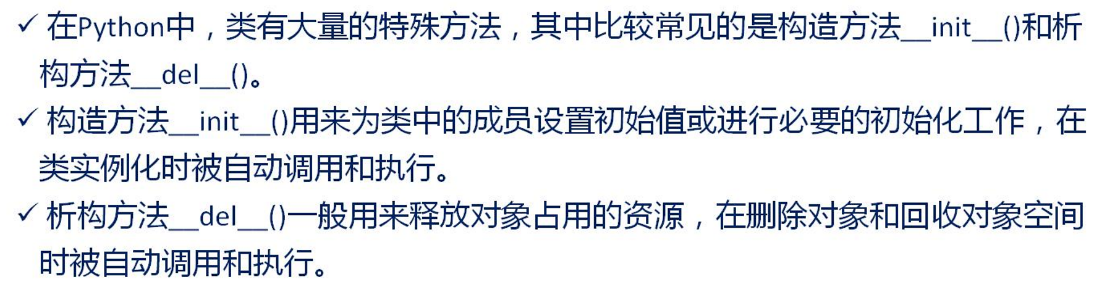 ✓ 在Python中，类有大量的特殊方法，其中比较常见的是构造方法__init__()和析
构方法__del__()。
✓ 构造方法__init__()用来为类中的成员设置初始值或进行必要的初始化工作，在
类实例化时被自动调用和执行。
✓ 析构方法__del__()一般用来释放对象占用的资源，在删除对象和回收对象空间
时被自动调用和执行。